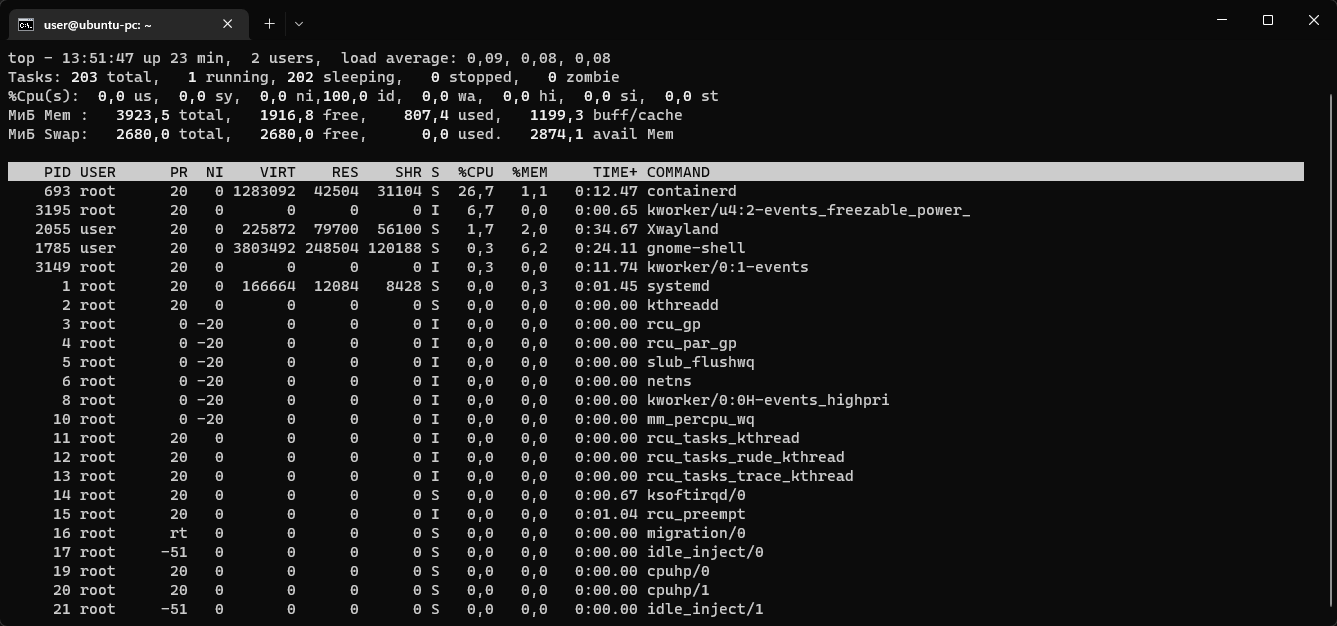 user@ubuntu-pc: ~
top - 13:51:47 up 23 min,  2 users,  load average: 0,09, 0,08, 0,08
Tasks: 203 total,   1 running, 202 sleeping,   0 stopped,   0 zombie
%Cpu(s):  0,0 us,  0,0 sy,  0,0 ni,100,0 id,  0,0 wa,  0,0 hi,  0,0 si,  0,0 st
МиБ Mem :   3923,5 total,   1916,8 free,    807,4 used,   1199,3 buff/cache
МиБ Swap:   2680,0 total,   2680,0 free,      0,0 used.   2874,1 avail Mem
PID USER      PR  NI    VIRT    RES    SHR S  %CPU  %MEM     TIME+ COMMAND
693 root      20   0 1283092  42504  31104 S  26,7   1,1   0:12.47 containerd
3195 root      20   0       0      0      0 I   6,7   0,0   0:00.65 kworker/u4:2-events_freezable_power_
2055 user      20   0  225872  79700  56100 S   1,7   2,0   0:34.67 Xwayland
1785 user      20   0 3803492 248504 120188 S   0,3   6,2   0:24.11 gnome-shell
3149 root      20   0       0      0      0 I   0,3   0,0   0:11.74 kworker/0:1-events
1 root      20   0  166664  12084   8428 S   0,0   0,3   0:01.45 systemd
2 root      20   0       0      0      0 S   0,0   0,0   0:00.00 kthreadd
3 root       0 -20       0      0      0 I   0,0   0,0   0:00.00 rcu_gp
4 root       0 -20       0      0      0 I   0,0   0,0   0:00.00 rcu_par_gp
5 root       0 -20       0      0      0 I   0,0   0,0   0:00.00 slub_flushwq
6 root       0 -20       0      0      0 I   0,0   0,0   0:00.00 netns
8 root       0 -20       0      0      0 I   0,0   0,0   0:00.00 kworker/0:0H-events_highpri
10 root       0 -20       0      0      0 I   0,0   0,0   0:00.00 mm_percpu_wq
11 root      20   0       0      0      0 I   0,0   0,0   0:00.00 rcu_tasks_kthread
12 root      20   0       0      0      0 I   0,0   0,0   0:00.00 rcu_tasks_rude_kthread
13 root      20   0       0      0      0 I   0,0   0,0   0:00.00 rcu_tasks_trace_kthread
14 root      20   0       0      0      0 S   0,0   0,0   0:00.67 ksoftirqd/0
15 root      20   0       0      0      0 I   0,0   0,0   0:01.04 rcu_preempt
16 root      rt   0       0      0      0 S   0,0   0,0   0:00.00 migration/0
17 root     -51   0       0      0      0 S   0,0   0,0   0:00.00 idle_inject/0
19 root      20   0       0      0      0 S   0,0   0,0   0:00.00 cpuhp/0
20 root      20   0       0      0      0 S   0,0   0,0   0:00.00 cpuhp/1
21 root     -51   0       0      0      0 S   0,0   0,0   0:00.00 idle_inject/1